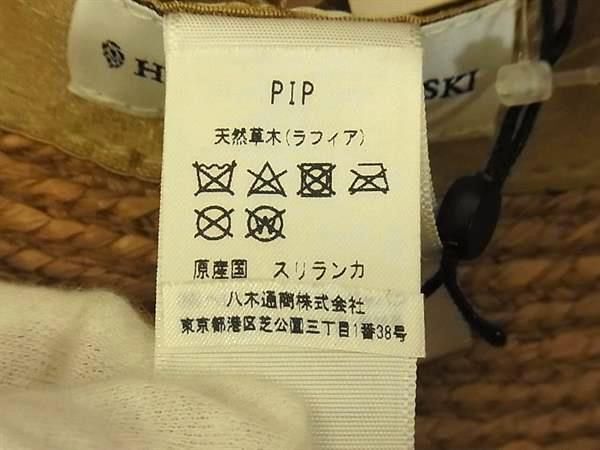 H
SKI
PIP
天然草木(ラフィア)
W
原産国 スリランカ
八木通商株式会社
東京都港区芝公園三丁目1番38号